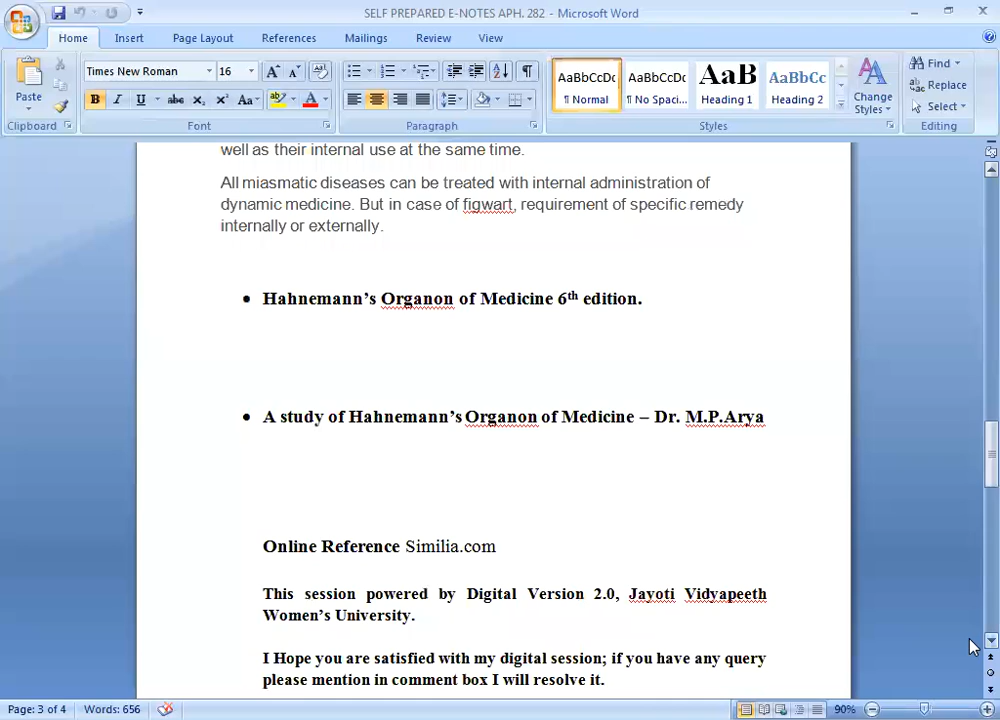 SELF PREPARED E-NOTES APH. 282 - Microsoft Word
Home Insert Page Layout References Mailings Review View
Paste
Clipboard
Times New Roman 16
B I U abc X₂ X² Aa
Font
Paragraph
AaBbCcDc AaBbCcDc AaB AaBbCc
¶ Normal ¶ No Spaci... Heading 1 Heading 2
Change Styles
Styles
Find
Replace
Select
Editing
well as their internal use at the same time.
All miasmatic diseases can be treated with internal administration of
dynamic medicine. But in case of figwart, requirement of specific remedy
internally or externally.
• Hahnemann’s Organon of Medicine 6th edition.
• A study of Hahnemann’s Organon of Medicine – Dr. M.P.Arya
Online Reference Similia.com
This session powered by Digital Version 2.0, Jayoti Vidyapeeth
Women’s University.
I Hope you are satisfied with my digital session; if you have any query
please mention in comment box I will resolve it.
Page: 3 of 4 Words: 656 90%